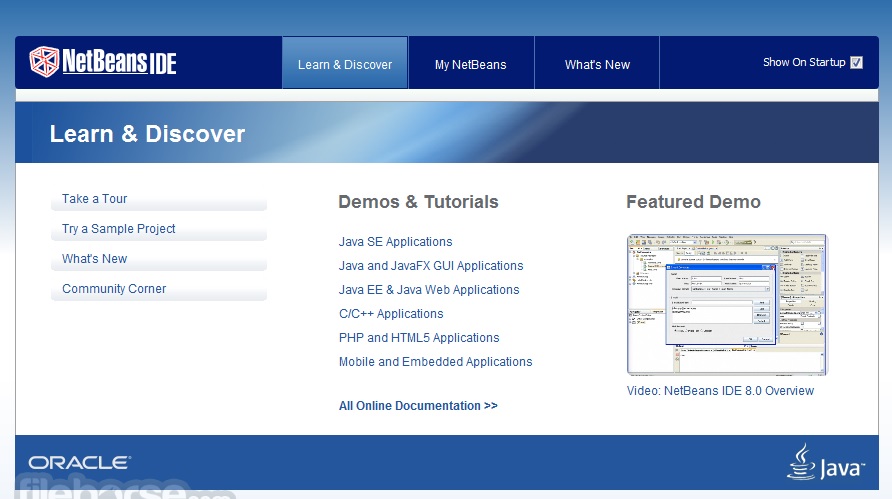 NetBeans IDE
Learn & Discover
My NetBeans
What's New
Show On Startup
Learn & Discover
Take a Tour
Try a Sample Project
What's New
Community Corner
Demos & Tutorials
Java SE Applications
Java and JavaFX GUI Applications
Java EE & Java Web Applications
C/C++ Applications
PHP and HTML5 Applications
Mobile and Embedded Applications
All Online Documentation >>
Featured Demo
Video: NetBeans IDE 8.0 Overview
ORACLE
Java™
filehorse.com